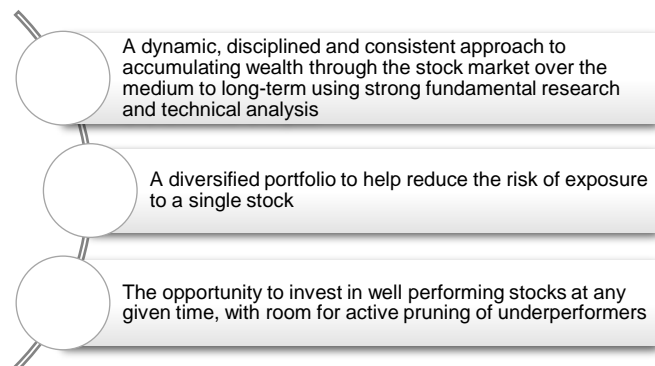 A dynamic, disciplined and consistent approach to
accumulating wealth through the stock market over the
medium to long-term using strong fundamental research
and technical analysis
A diversified portfolio to help reduce the risk of exposure
to a single stock
The opportunity to invest in well performing stocks at any
given time, with room for active pruning of underperformers